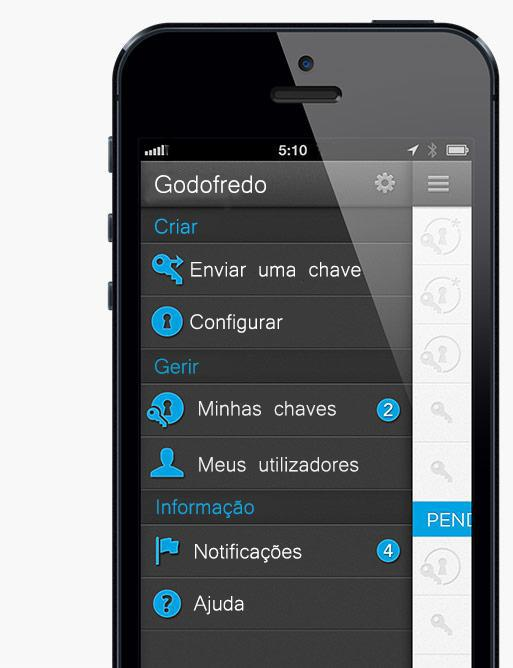 5:10
Godofredo
Criar
Enviar uma chave
Configurar
Gerir
Minhas chaves 2
Meus utilizadores
Informação
PEND
Notificações 4
Ajuda